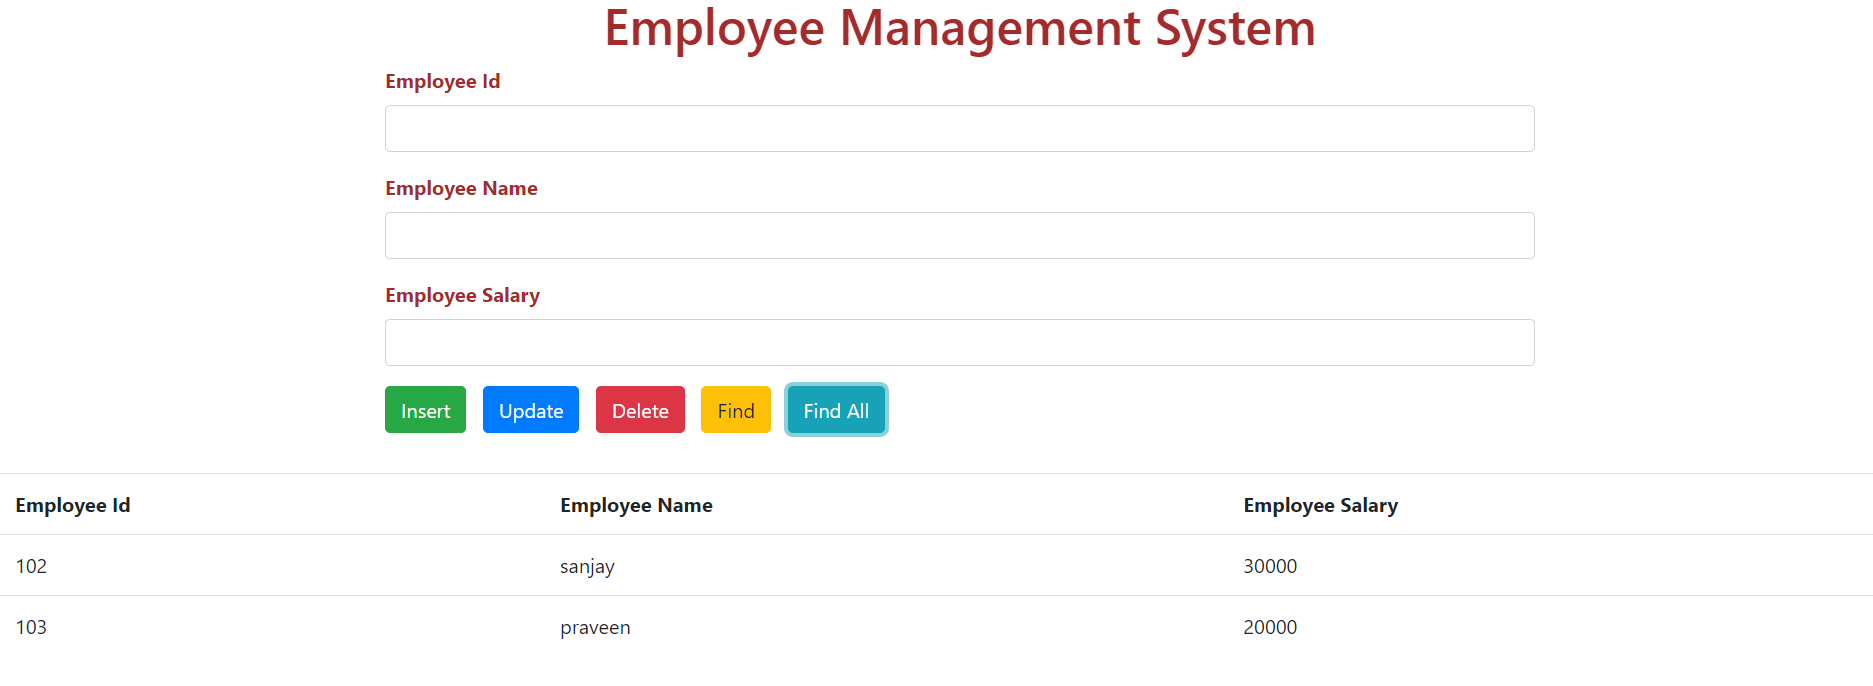 Employee Management System
Employee Id
Employee Name
Employee Salary
Insert Update Delete Find Find All
Employee Id Employee Name Employee Salary
102 sanjay 30000
103 praveen 20000